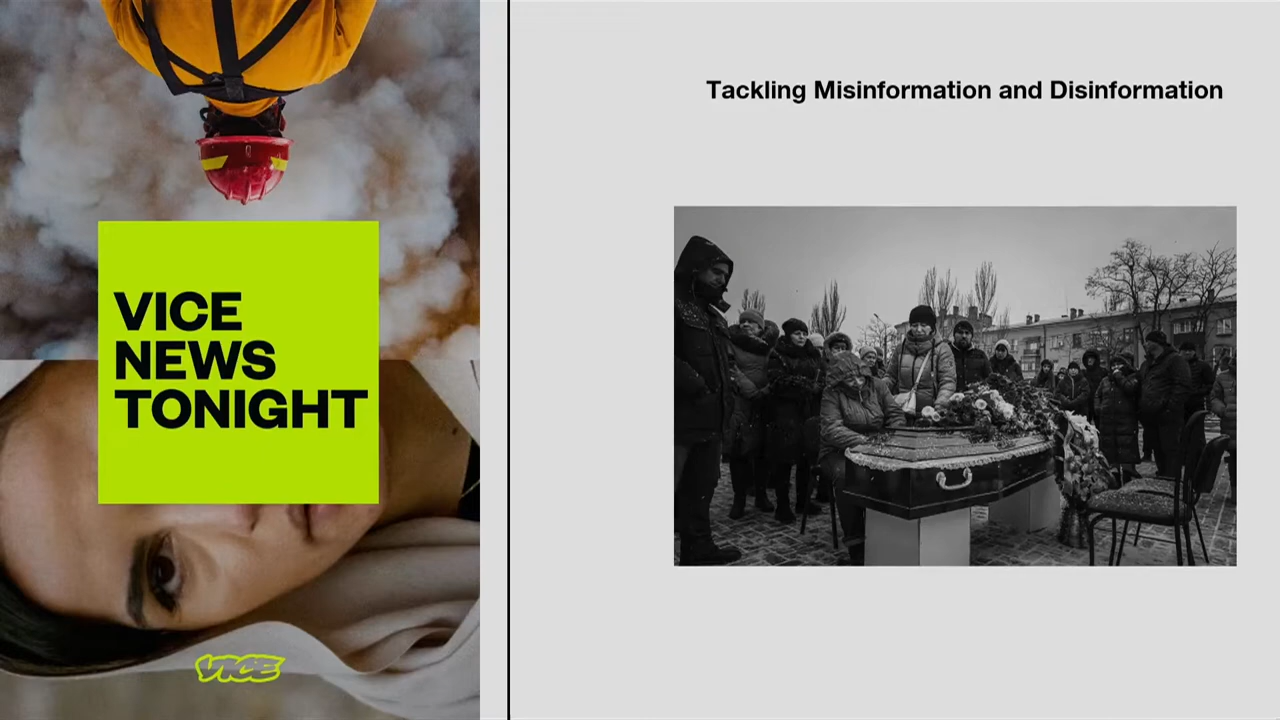 VICE
NEWS
TONIGHT
VICE
Tackling Misinformation and Disinformation